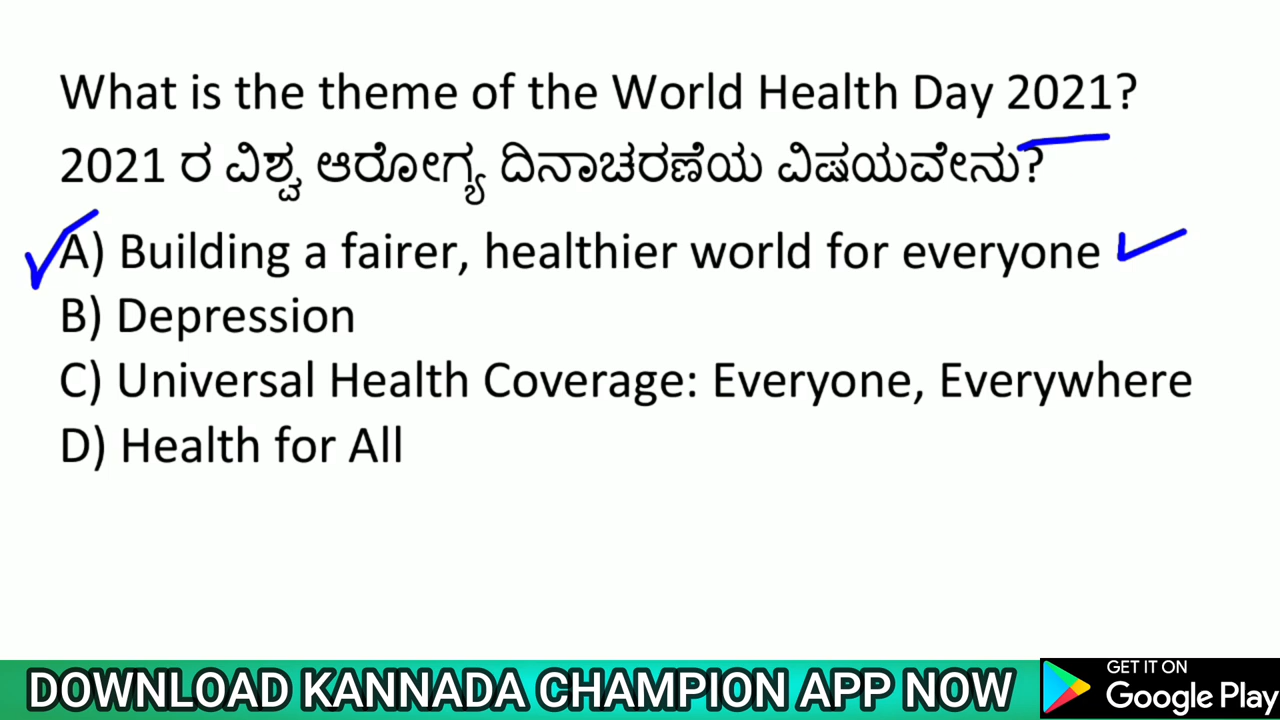 What is the theme of the World Health Day 2021?
2021 ರ ವಿಶ್ವ ಆರೋಗ್ಯ ದಿನಾಚರಣೆಯ ವಿಷಯವೇನು?
A) Building a fairer, healthier world for everyone
B) Depression
C) Universal Health Coverage: Everyone, Everywhere
D) Health for All
DOWNLOAD KANNADA CHAMPION APP NOW
GET IT ON
Google Play